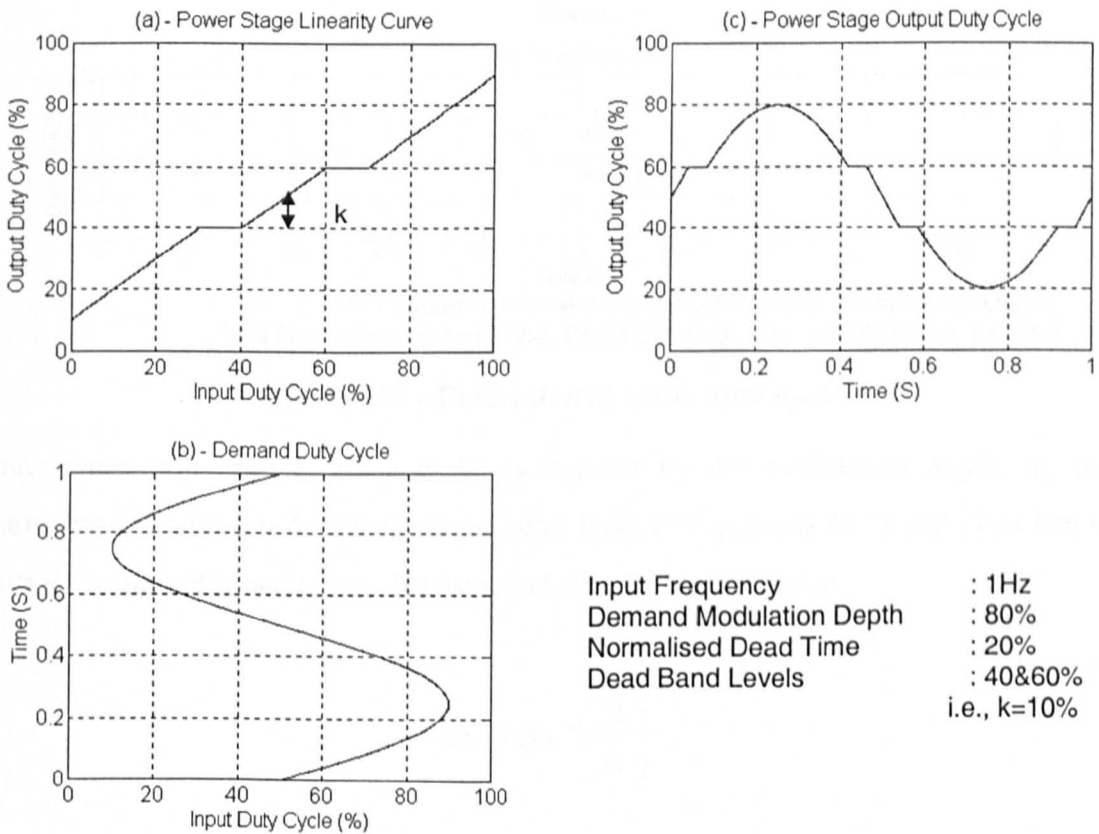 (a) - Power Stage Linearity Curve
100
80
60
40
20
0
0 20 40 60 80 100
Output Duty Cycle (%)
Input Duty Cycle (%)
k
(c) - Power Stage Output Duty Cycle
100
80
60
40
20
0
0 0.2 0.4 0.6 0.8 1
Output Duty Cycle (%)
Time (S)
(b) - Demand Duty Cycle
1
0.8
0.6
0.4
0.2
0
0 20 40 60 80 100
Time (S)
Input Duty Cycle (%)
Input Frequency : 1Hz
Demand Modulation Depth : 80%
Normalised Dead Time : 20%
Dead Band Levels : 40&60%
i.e., k=10%